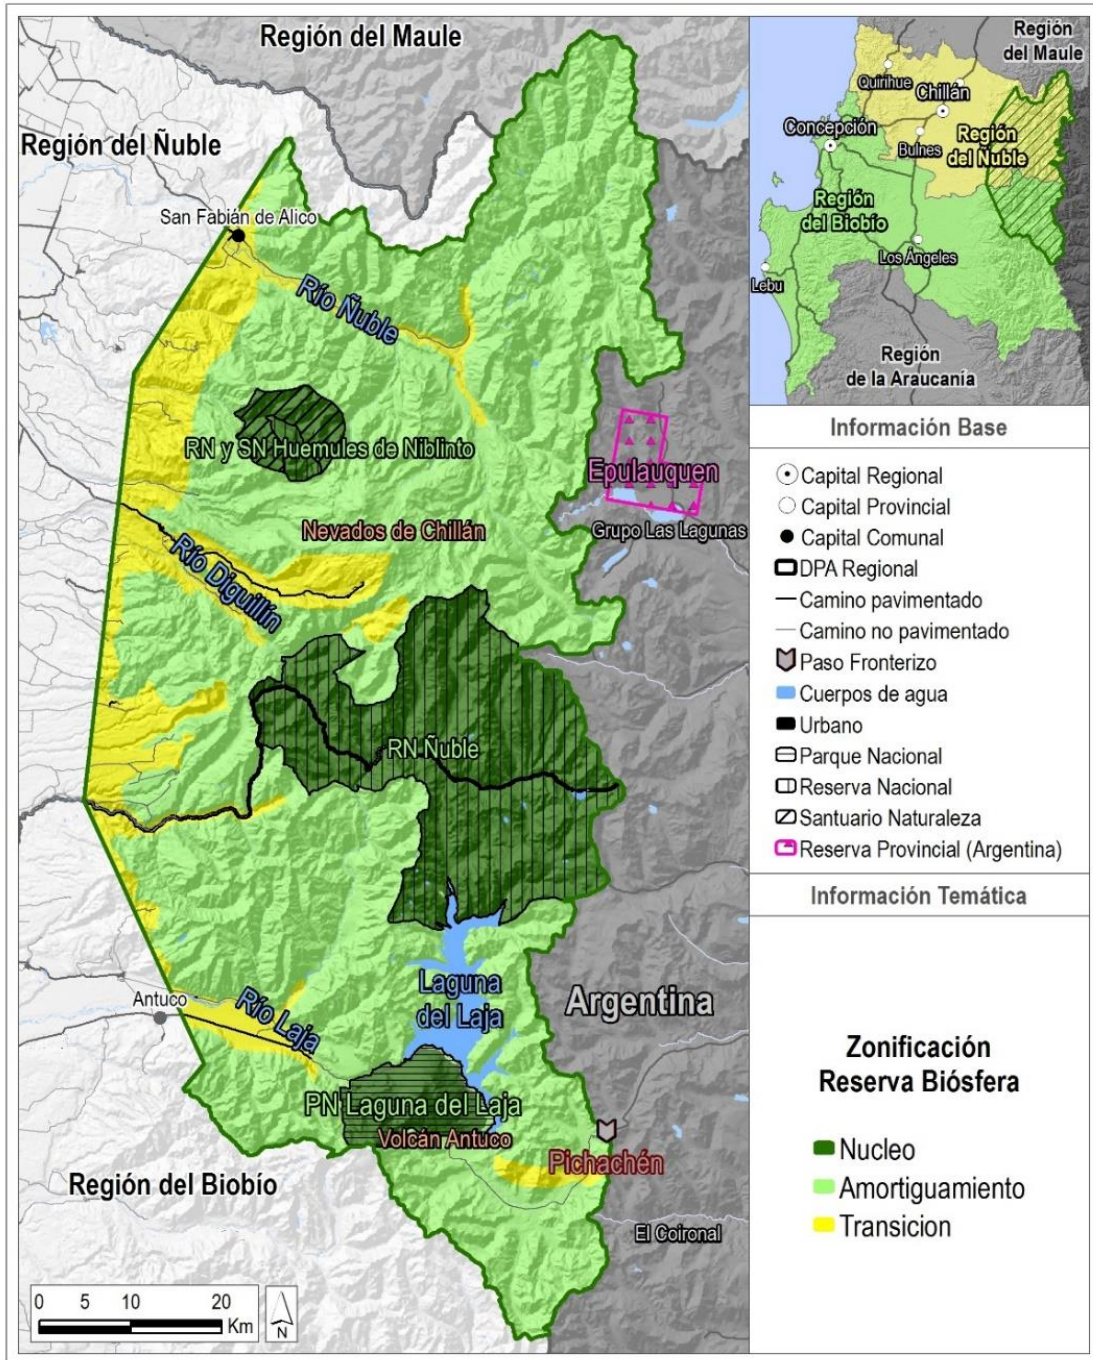 Región del Maule
Región del Ñuble
San Fabián de Alico
Río Ñuble
RN y SN Huemules de Niblinto
Epulauquen
Grupo Las Lagunas
Nevados de Chillán
Río Diguillín
RN Ñuble
Laguna
del Laja
Argentina
Antuco
Río Laja
PN Laguna del Laja
Volcán Antuco
Pichachén
Región del Biobío
El Coironal
0 5 10 20
Km
N
Región
del Maule
Quirihue
Chillán
Concepción
Bulnes
Región
del Ñuble
Región
del Biobío
Los Ángeles
Lebu
Región
de la Araucanía
Información Base
Capital Regional
Capital Provincial
Capital Comunal
DPA Regional
Camino pavimentado
Camino no pavimentado
Paso Fronterizo
Cuerpos de agua
Urbano
Parque Nacional
Reserva Nacional
Santuario Naturaleza
Reserva Provincial (Argentina)
Información Temática
Zonificación
Reserva Biósfera
Nucleo
Amortiguamiento
Transicion